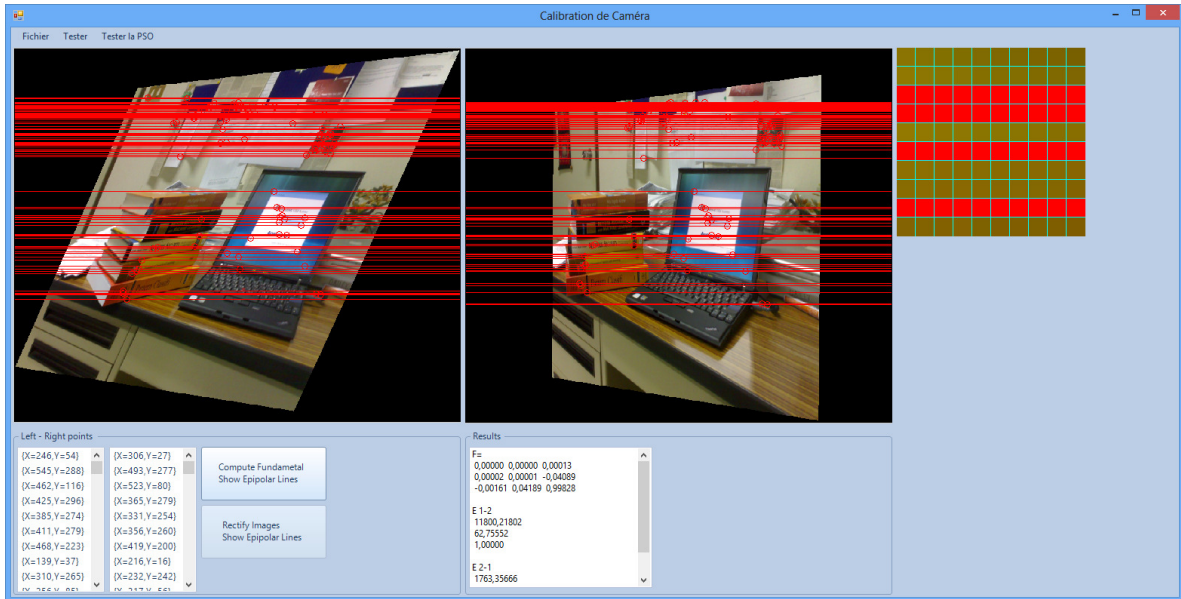 Calibration de Caméra
Fichier Tester Tester la PSO
Left - Right points
{X=246,Y=54} {X=306,Y=27}
{X=545,Y=288} {X=493,Y=277}
{X=462,Y=116} {X=523,Y=80}
{X=425,Y=296} {X=365,Y=279}
{X=385,Y=274} {X=331,Y=254}
{X=411,Y=279} {X=356,Y=260}
{X=468,Y=223} {X=419,Y=200}
{X=139,Y=37} {X=216,Y=16}
{X=310,Y=265} {X=232,Y=242}
Compute Fundametal
Show Epipolar Lines
Rectify Images
Show Epipolar Lines
Results
F=
0,00000 0,00000 0,00013
0,00002 0,00001 -0,04089
-0,00161 0,04189 0,99828
E 1-2
11800,21802
62,75552
1,00000
E 2-1
1763,35666